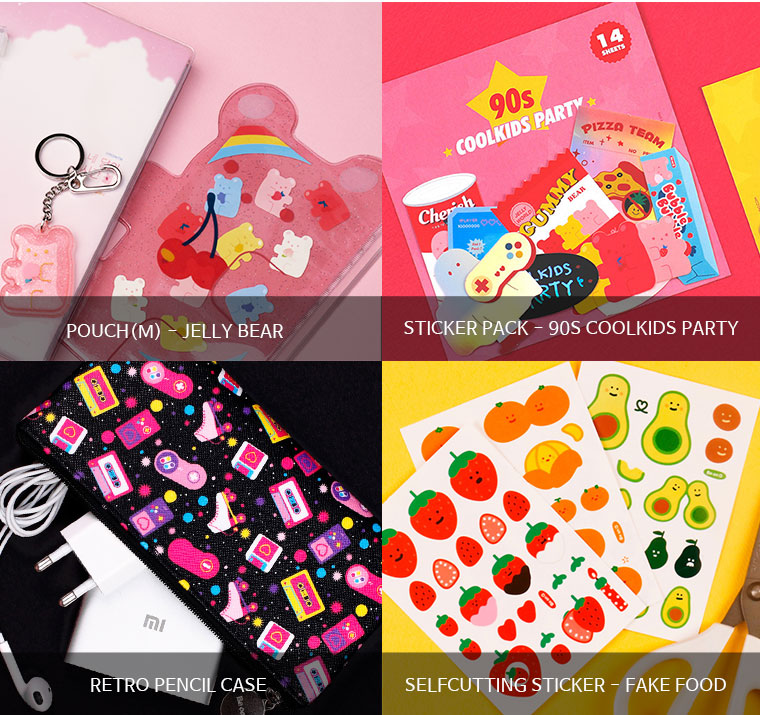 POUCH(M) - JELLY BEAR
14
SHEETS
90s
COOLKIDS PARTY
PIZZA TEAM
Cherish
GUMMY
BEAR
KIDS
PARTY
STICKER PACK - 90S COOLKIDS PARTY
MI
RETRO PENCIL CASE
SELFCUTTING STICKER - FAKE FOOD